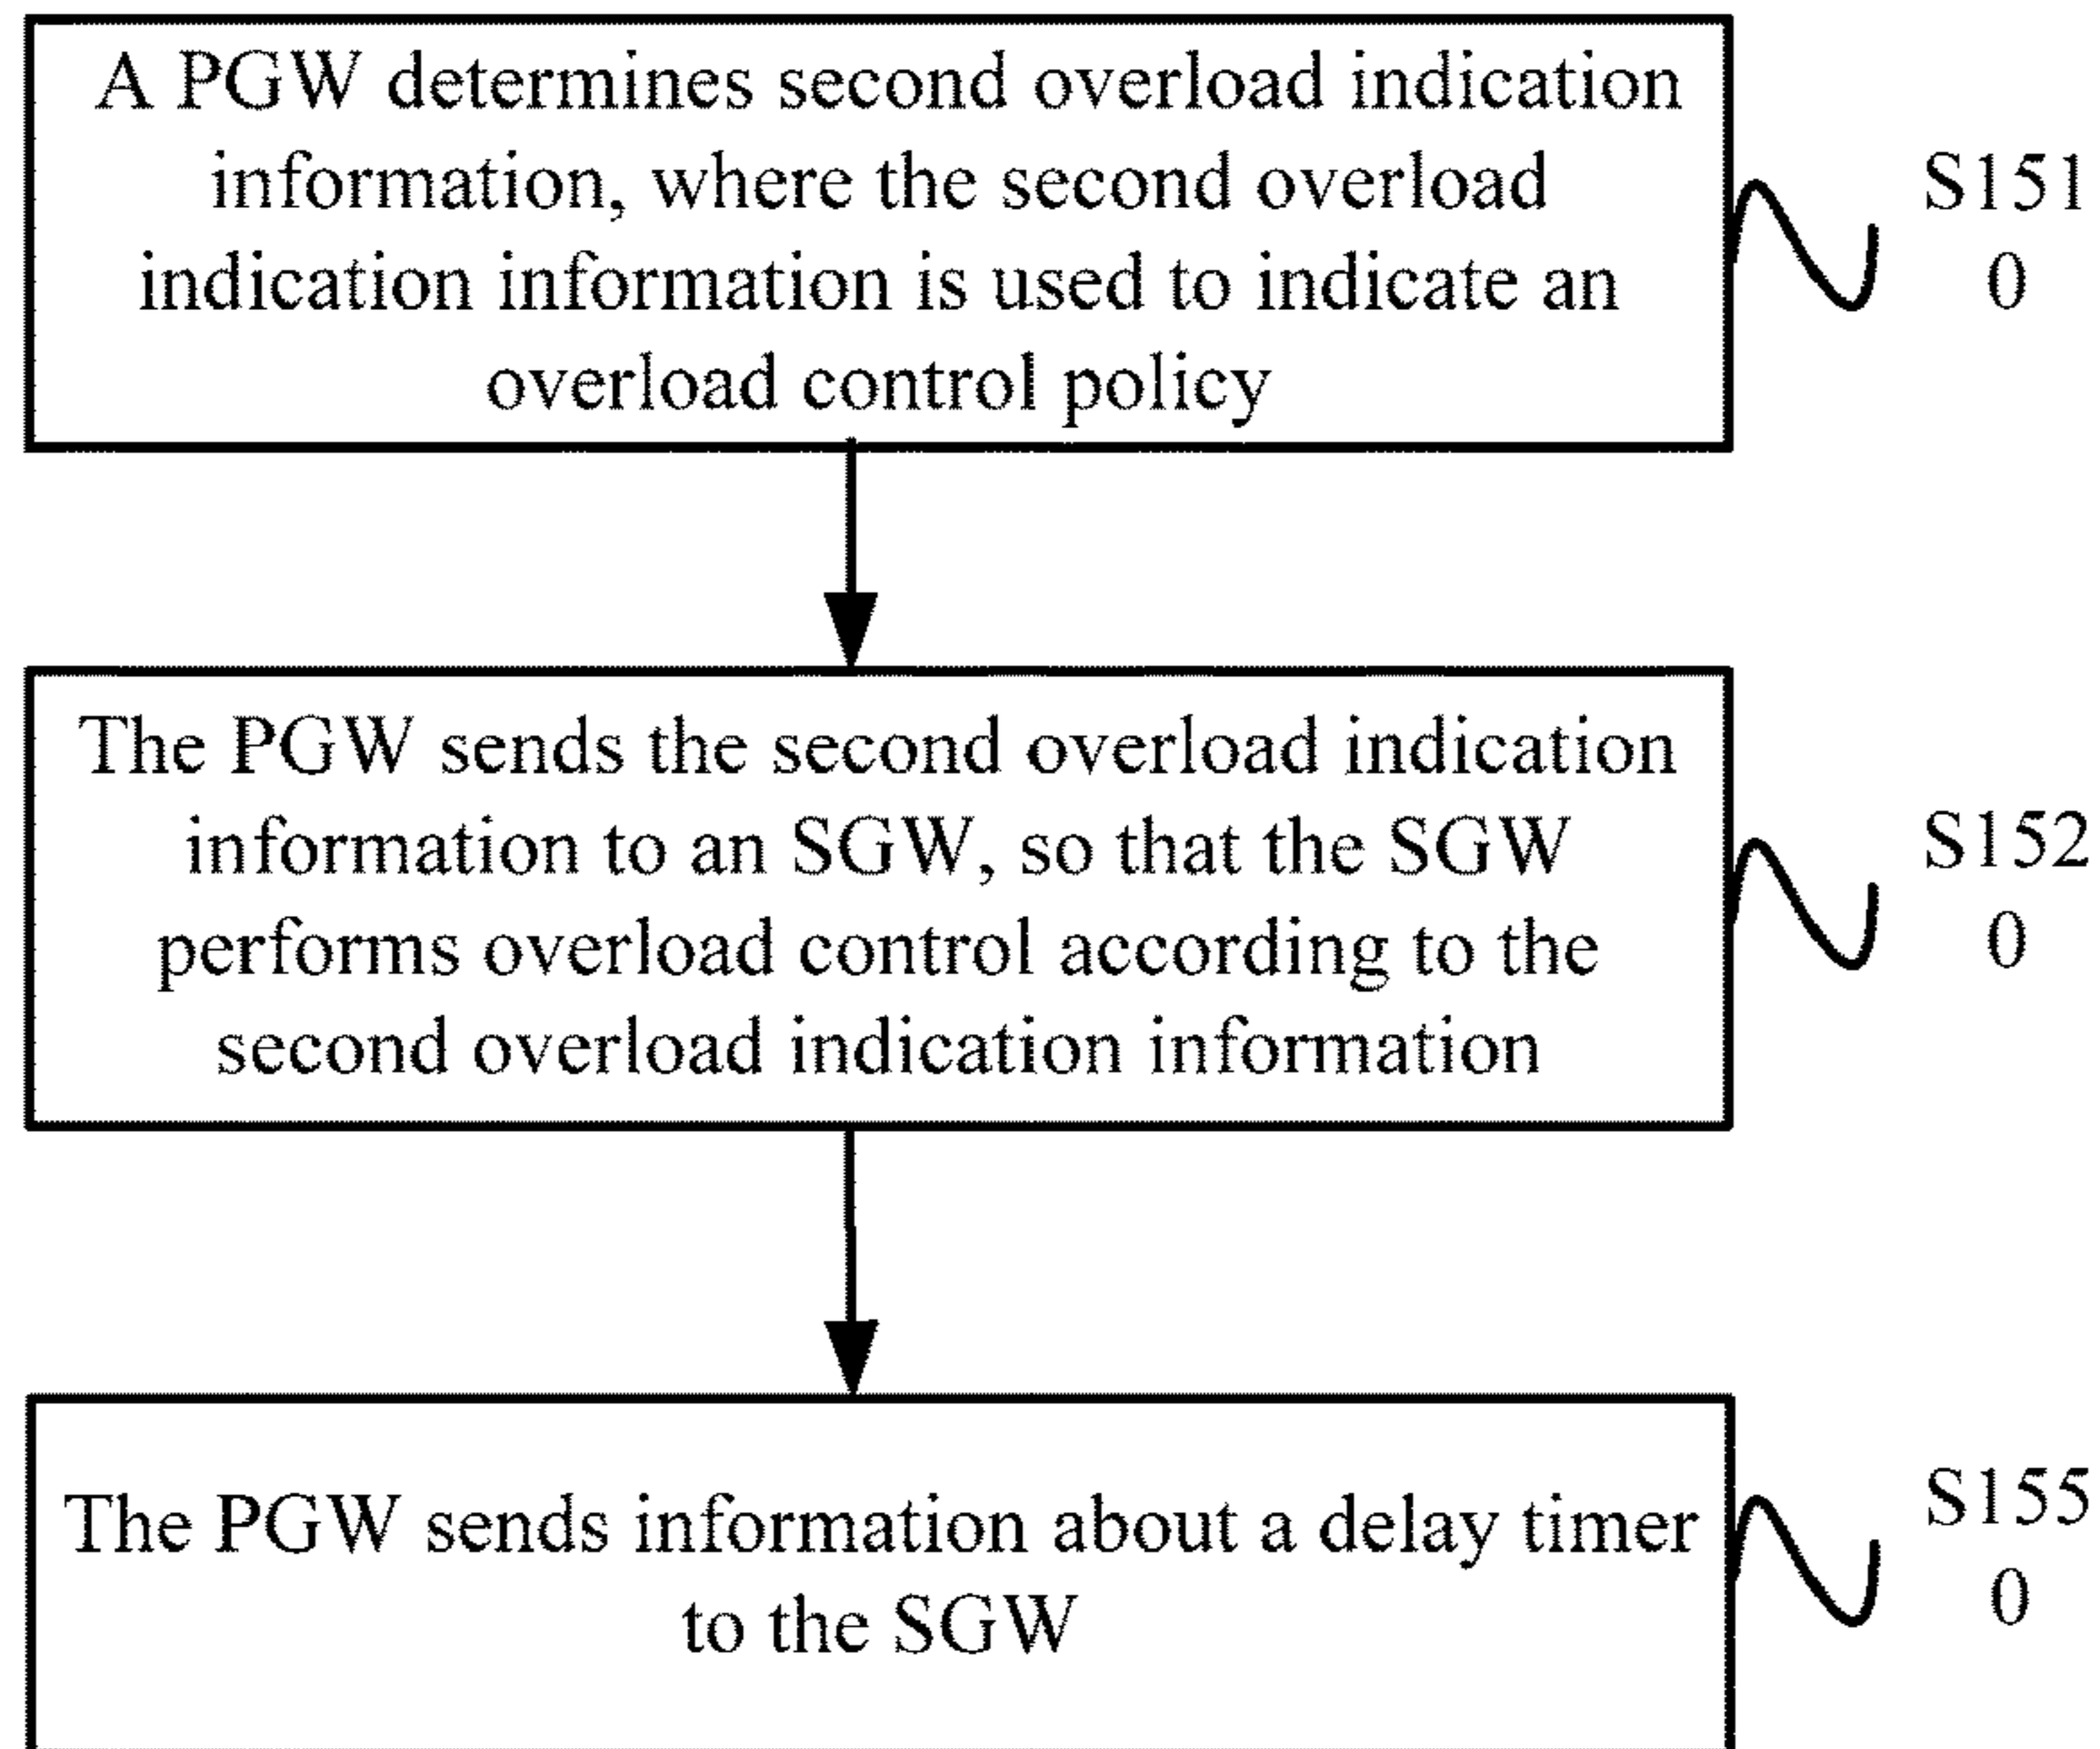 A PGW determines second overload indication
information, where the second overload
indication information is used to indicate an
overload control policy
S151
0
The PGW sends the second overload indication
information to an SGW, so that the SGW
performs overload control according to the
second overload indication information
S152
0
The PGW sends information about a delay timer
to the SGW
S155
0